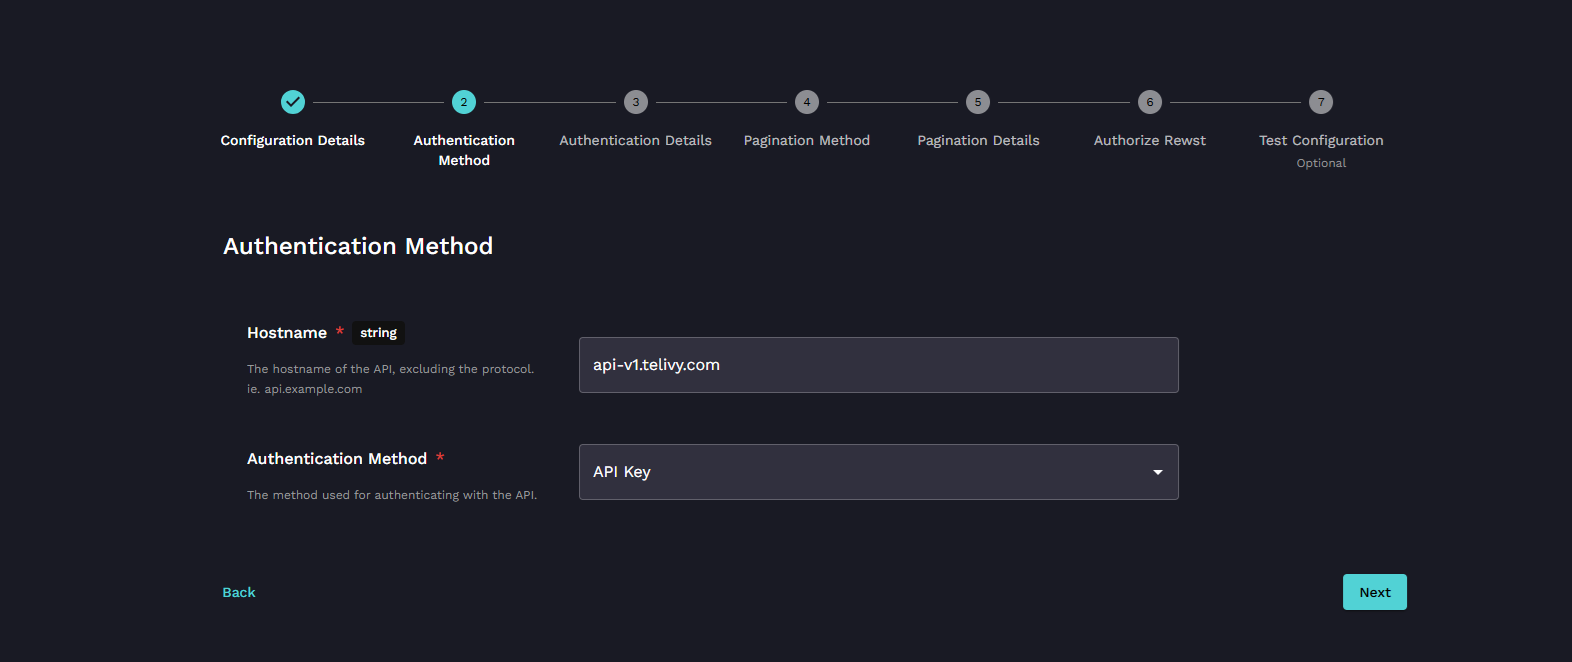 2
3
4
5
6
7
Configuration Details
Authentication
Method
Authentication Details
Pagination Method
Pagination Details
Authorize Rewst
Test Configuration
Optional
Authentication Method
Hostname * string
The hostname of the API, excluding the protocol.
ie. api.example.com
api-v1.telivy.com
Authentication Method *
The method used for authenticating with the API.
API Key
Back
Next